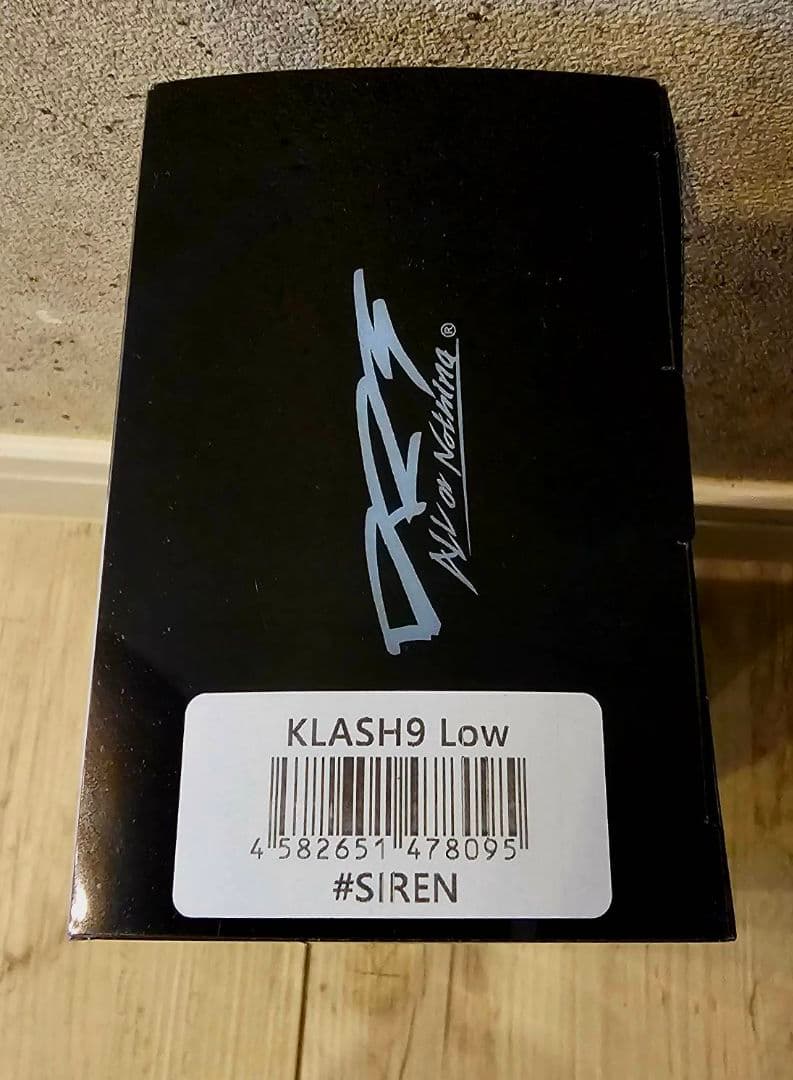 DRT
All or Nothing®
KLASH9 Low
4 582651 478095
#SIREN